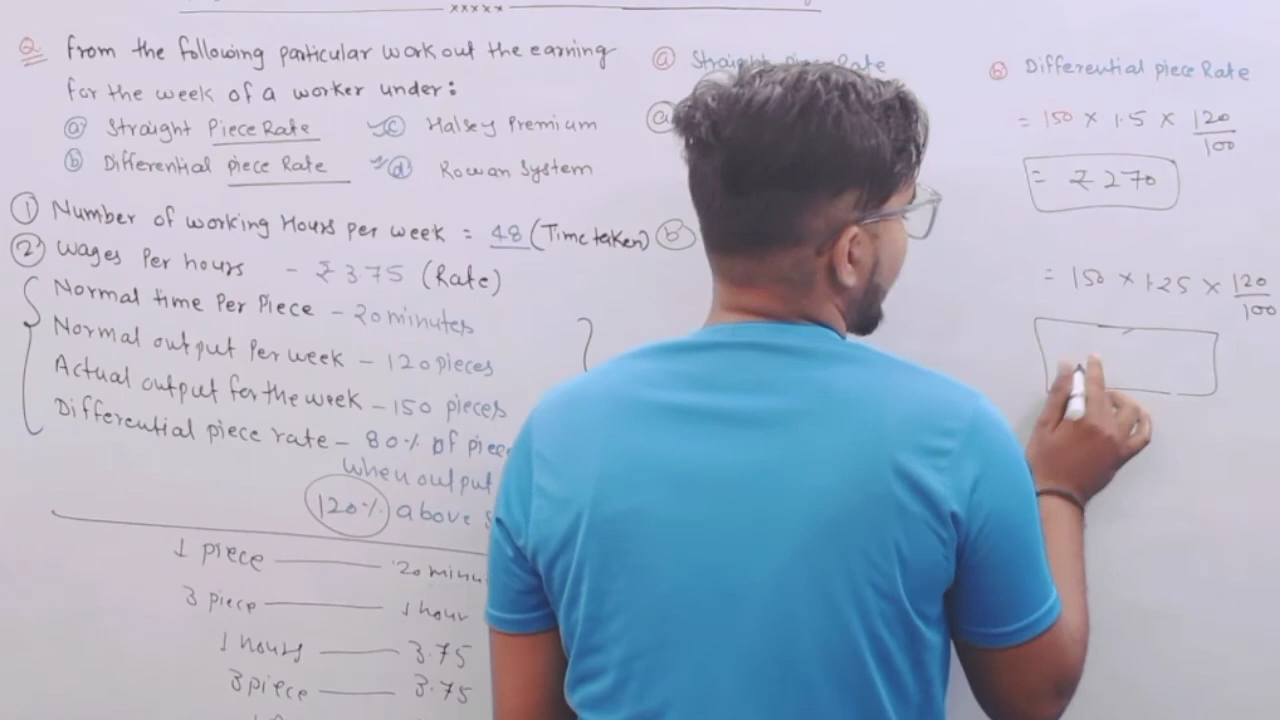 xxxxx
Q from the following particular work out the earning
for the week of a worker under:
(a) Straight Piece Rate (c) Halsey Premium
(b) Differential piece Rate (d) Rowan System
(1) Number of working Hours per week = 48 (Time taken)
(2) Wages Per hours - ₹375 (Rate)
Normal time Per Piece - 20 minutes
Normal output Per week - 120 pieces
Actual output for the week - 150 pieces
Differential piece rate - 80% of
when output
120% above
1 piece 20
3 piece 1 hour
1 hours 3.75
3 piece 3.75
(a)
(a)
(b)
(b) Differential piece Rate
= 150 x 1.5 x 120/100
= ₹ 270
= 150 x 1.25 x 120/100